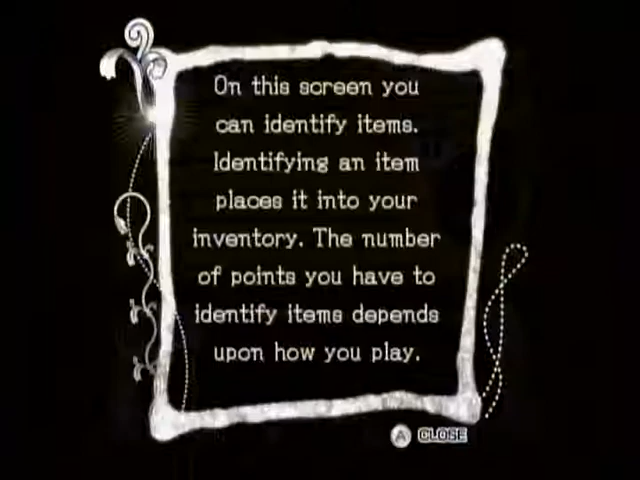 On this screen you
can identify items.
Identifying an item
places it into your
inventory. The number
of points you have to
identify items depends
upon how you play.
A CLOSE